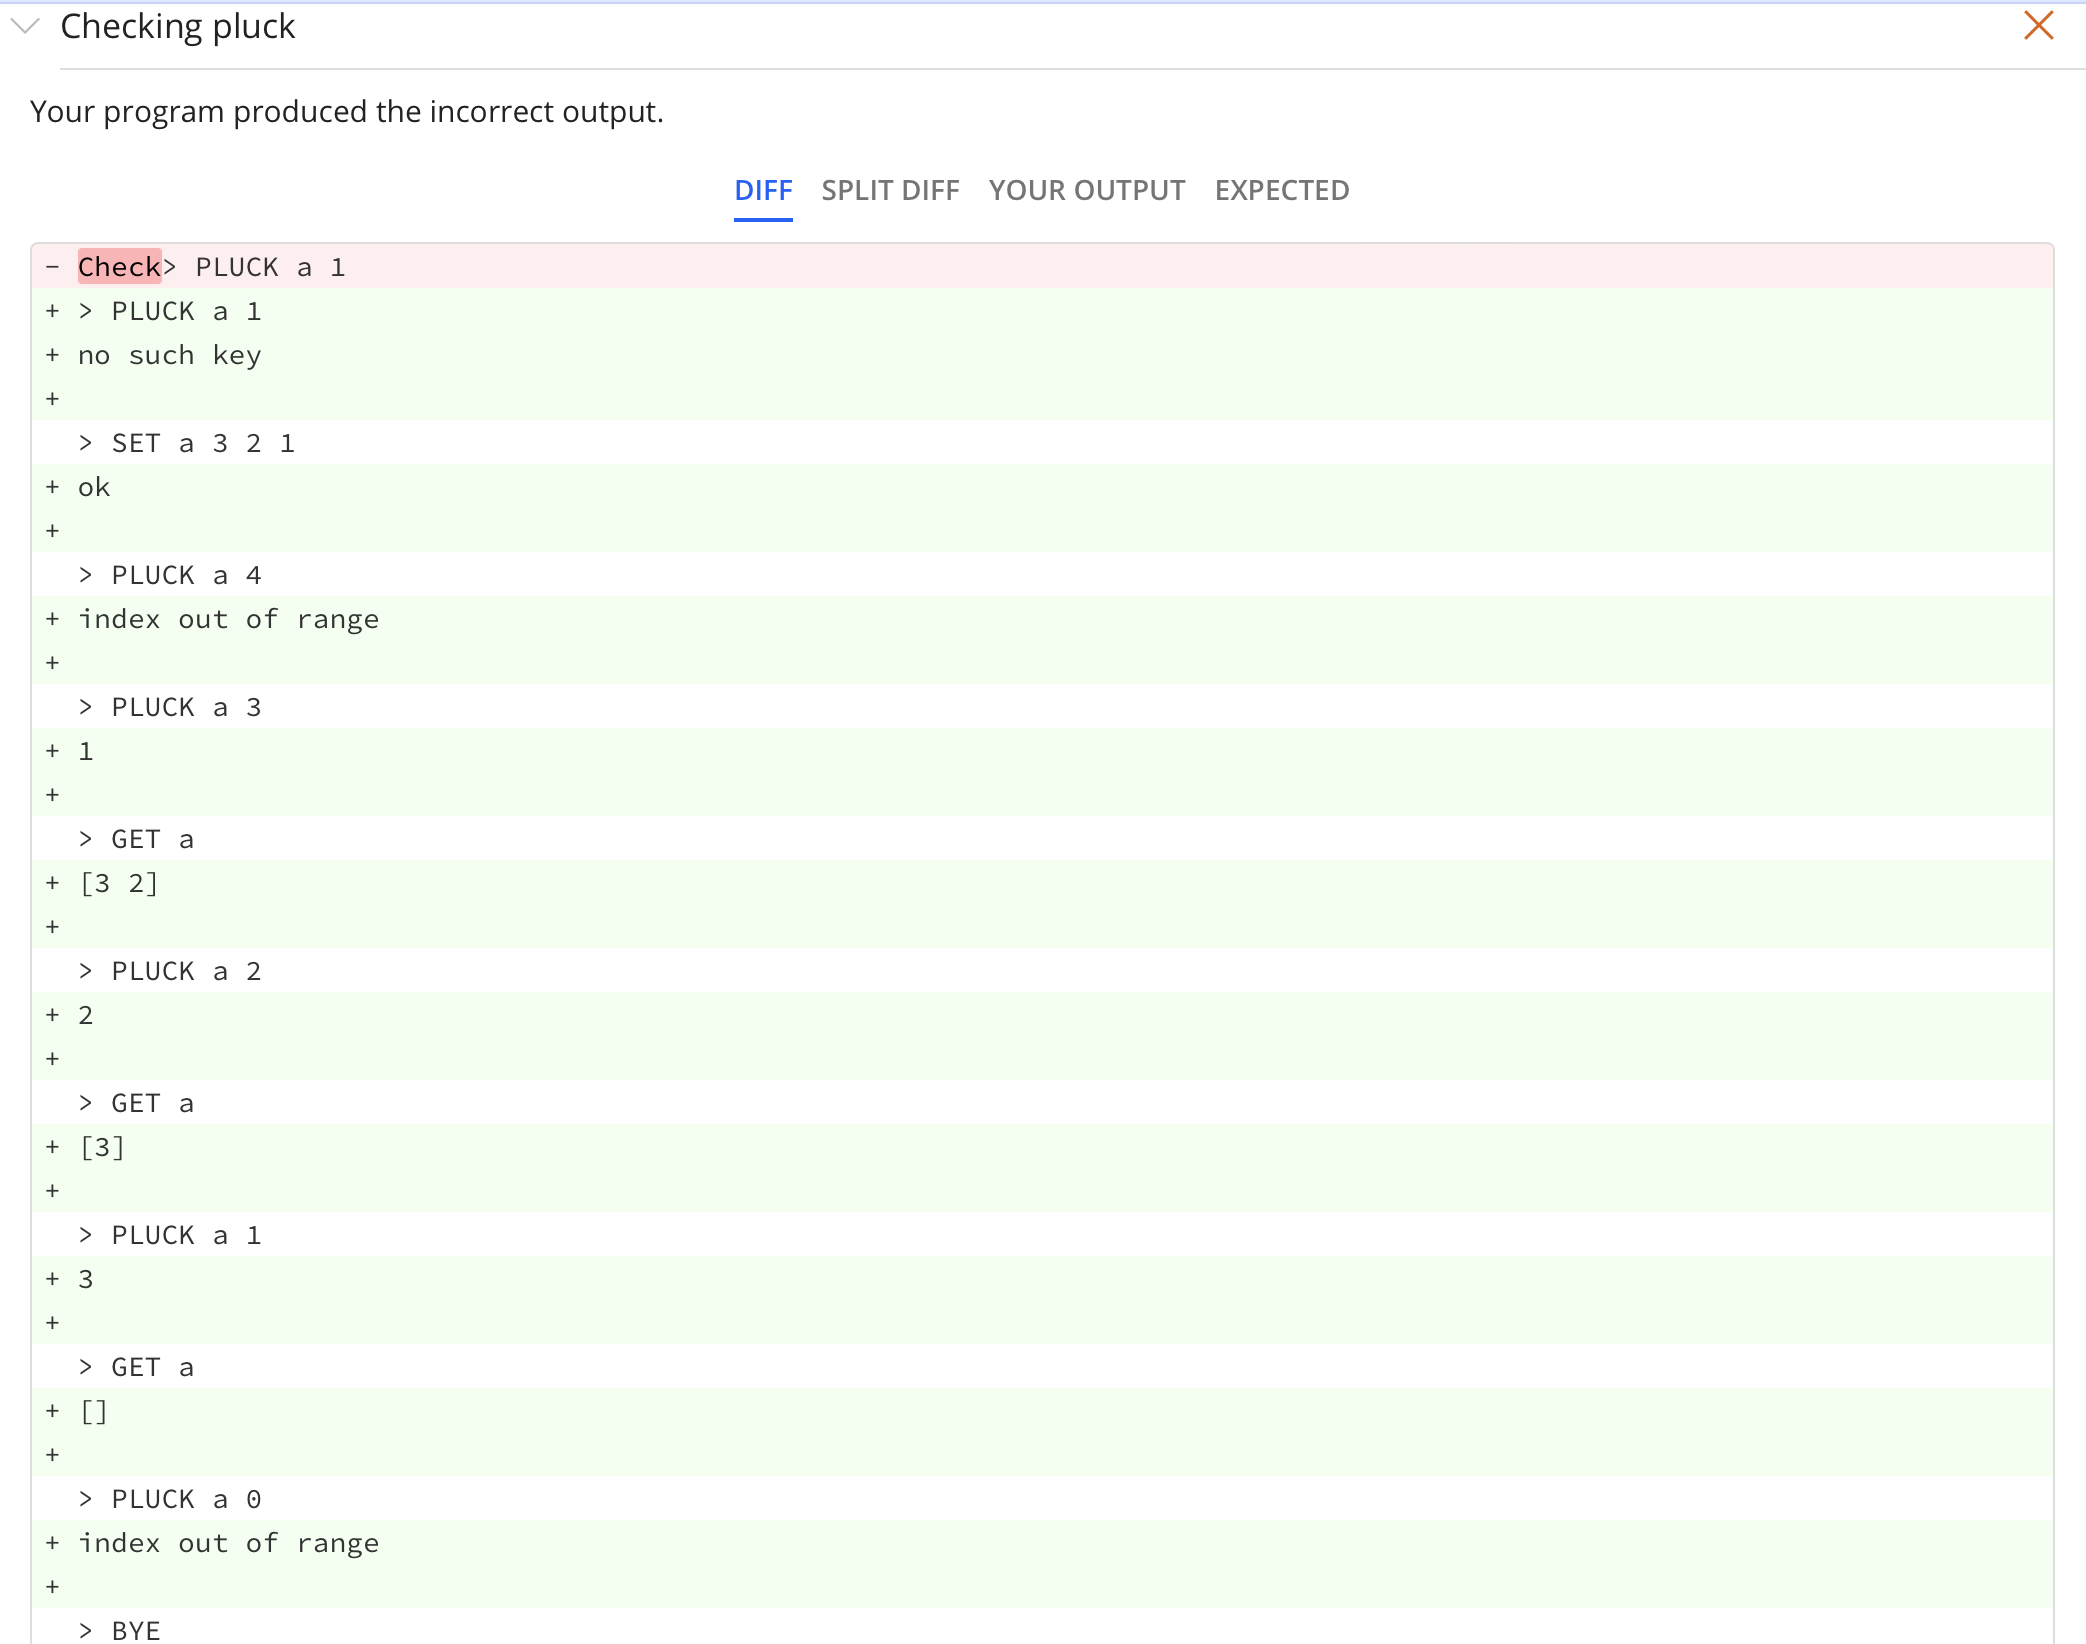 Checking pluck
Your program produced the incorrect output.
DIFF SPLIT DIFF YOUR OUTPUT EXPECTED
- Check> PLUCK a 1
+ > PLUCK a 1
+ no such key
+
> SET a 3 2 1
+ ok
+
> PLUCK a 4
+ index out of range
+
> PLUCK a 3
+ 1
+
> GET a
+ [3 2]
+
> PLUCK a 2
+ 2
+
> GET a
+ [3]
+
> PLUCK a 1
+ 3
+
> GET a
+ []
+
> PLUCK a 0
+ index out of range
+
> BYE